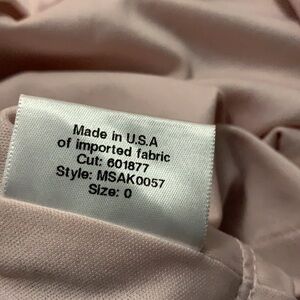 Made in U.S.A
of imported fabric
Cut: 601877
Style: MSAK0057
Size: 0